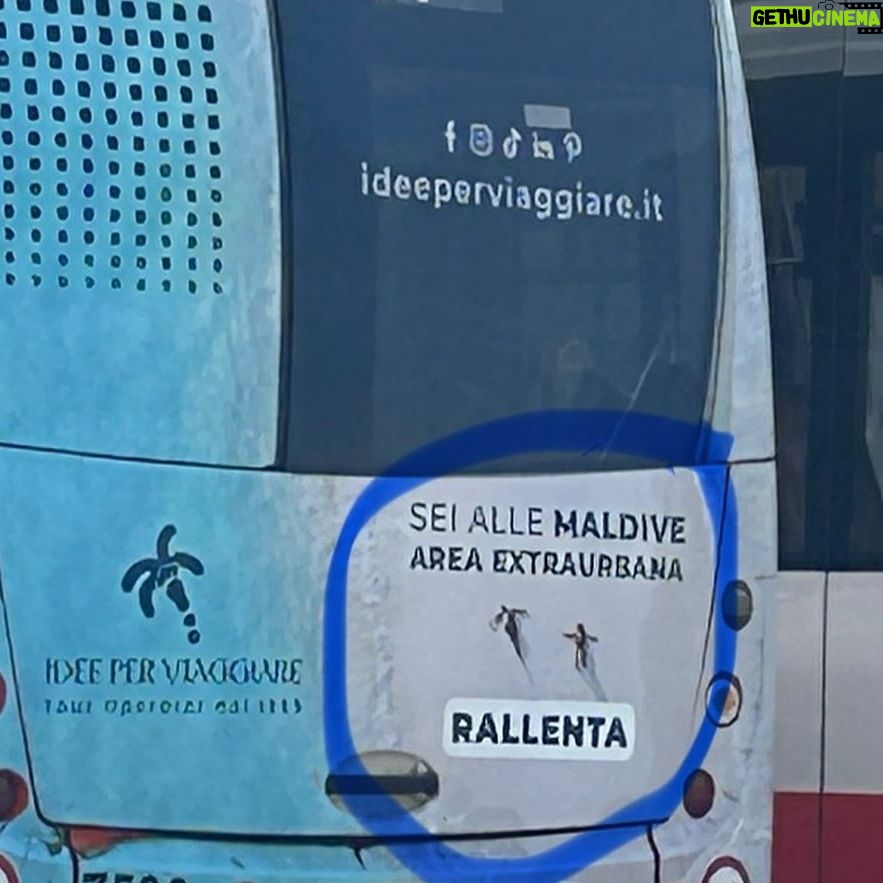 GETHUCINEMA
ideeperviaggiare.it
SEI ALLE MALDIVE
AREA EXTRAURBANA
RALLENTA
IDEE PER VIAGGIARE